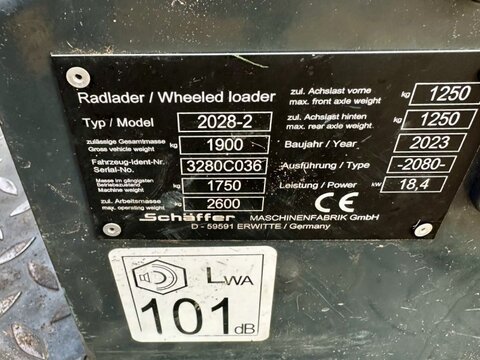 Radlader / Wheeled loader
Typ / Model 2028-2
zulässige Gesamtmasse kg 1900
Gross vehicle weight
Fahrzeug-Ident-Nr. 3280C036
Serial-No.
Masse im gängigsten Betriebszustand kg 1750
Machine weight
zul. Arbeitsmasse 2600
max. operating weight
zul. Achslast vorne kg 1250
max. front axle weight
zul. Achslast hinten kg 1250
max. rear axle weight
Baujahr / Year 2023
Ausführung / Type -2080-
Leistung / Power kW 18,4
Schäffer MASCHINENFABRIK GmbH
D - 59591 ERWITTE / Germany
CE
LWA
101 dB